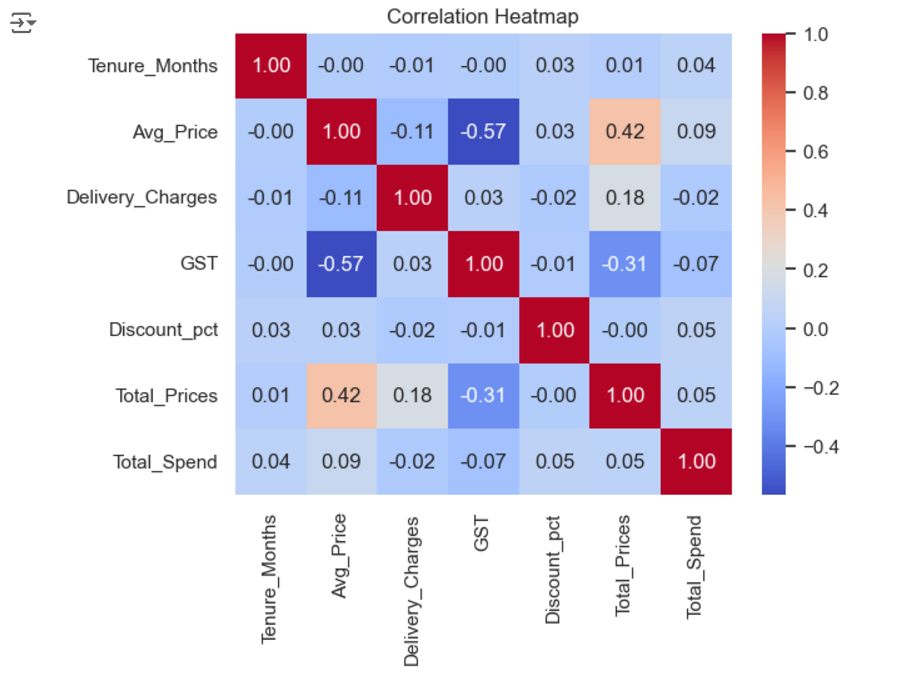 Correlation Heatmap
Tenure_Months 1.00 -0.00 -0.01 -0.00 0.03 0.01 0.04
Avg_Price -0.00 1.00 -0.11 -0.57 0.03 0.42 0.09
Delivery_Charges -0.01 -0.11 1.00 0.03 -0.02 0.18 -0.02
GST -0.00 -0.57 0.03 1.00 -0.01 -0.31 -0.07
Discount_pct 0.03 0.03 -0.02 -0.01 1.00 -0.00 0.05
Total_Prices 0.01 0.42 0.18 -0.31 -0.00 1.00 0.05
Total_Spend 0.04 0.09 -0.02 -0.07 0.05 0.05 1.00
Tenure_Months
Avg_Price
Delivery_Charges
GST
Discount_pct
Total_Prices
Total_Spend
1.0
0.8
0.6
0.4
0.2
0.0
−0.2
−0.4